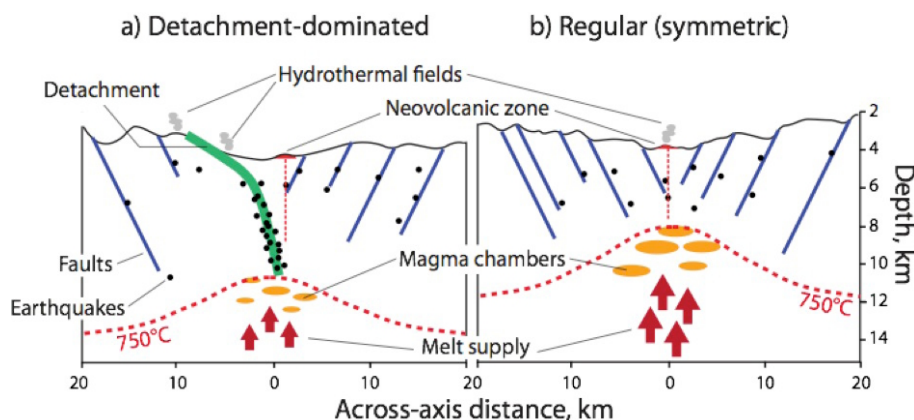 a) Detachment-dominated
b) Regular (symmetric)
Hydrothermal fields
Detachment
Neovolcanic zone
2
4
6
8
10
12
14
Depth, km
Faults
Magma chambers
Earthquakes
750°C
750°C
Melt supply
20 10 0 10 20 10 0 10 20
Across-axis distance, km